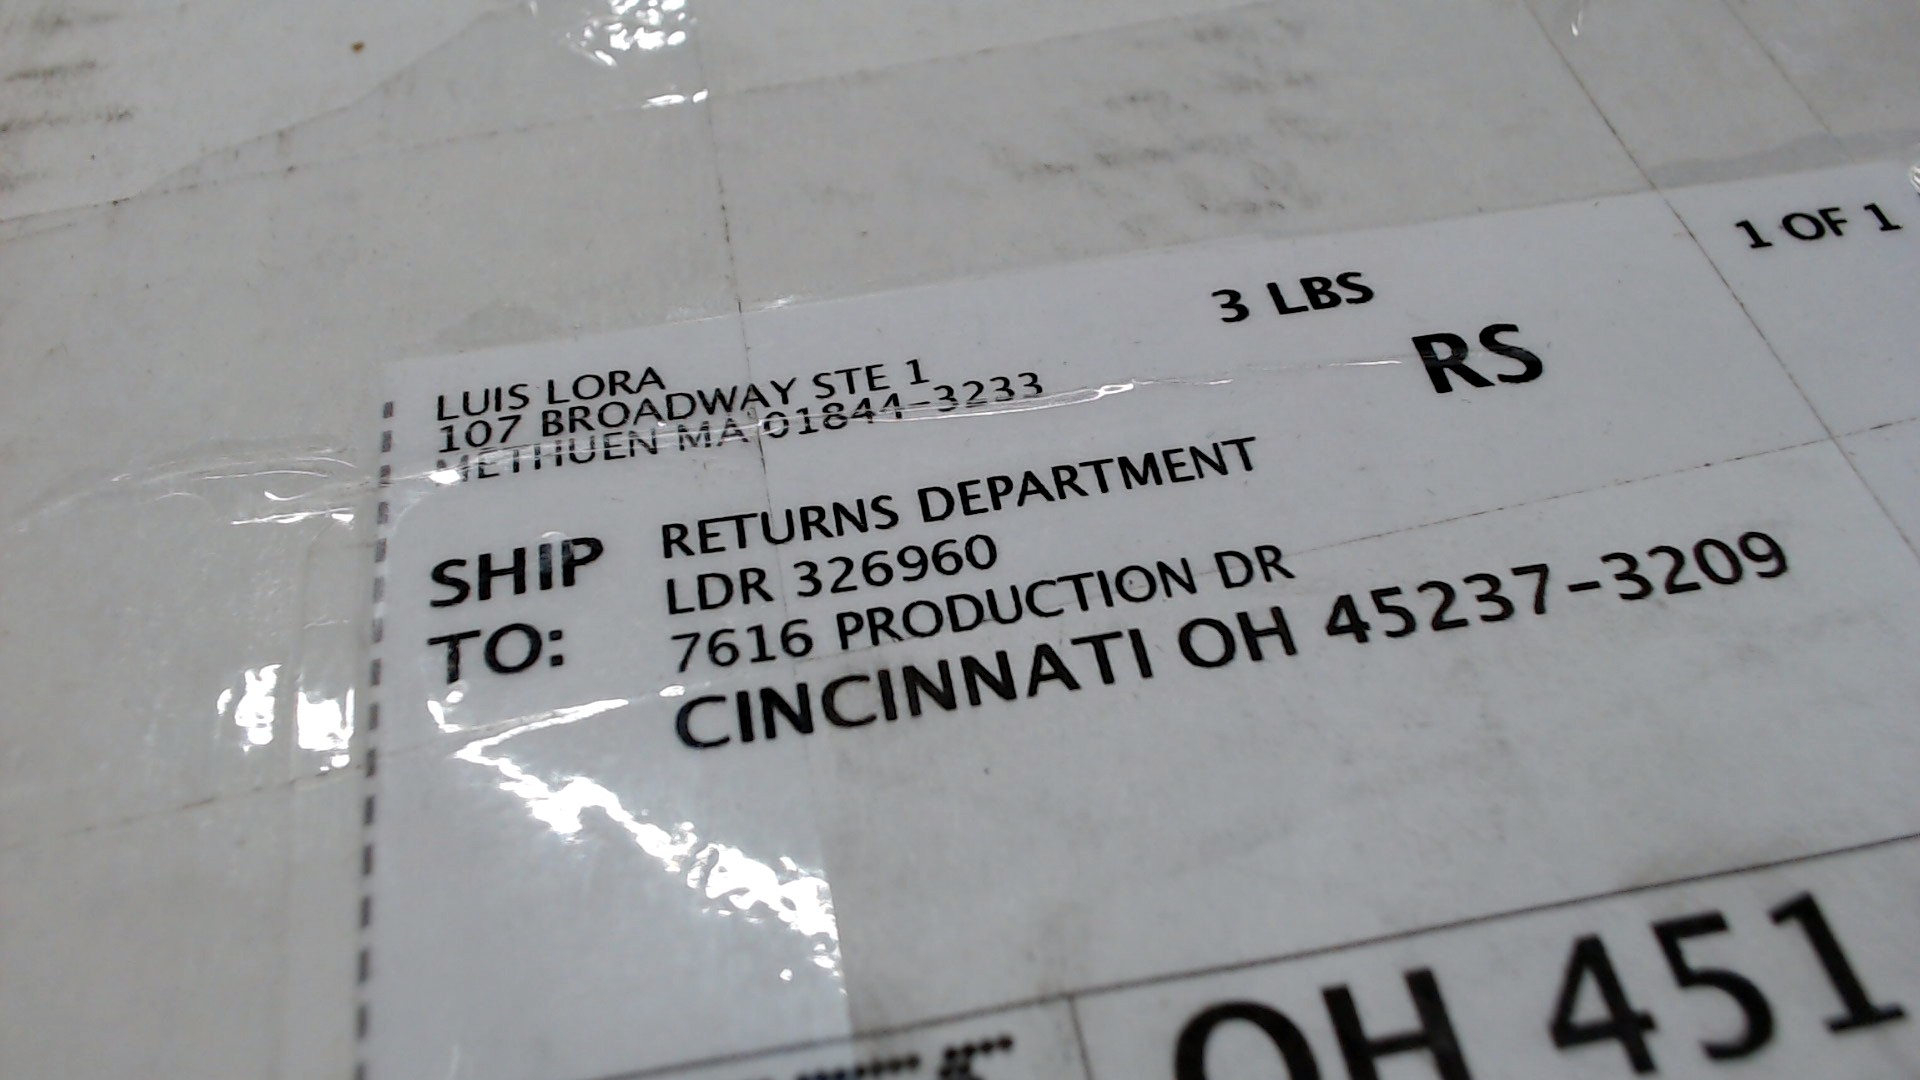 1 OF 1
3 LBS
RS
LUIS LORA
107 BROADWAY STE 1
METHUEN MA 01844-3233
SHIP TO:
RETURNS DEPARTMENT
LDR 326960
7616 PRODUCTION DR
CINCINNATI OH 45237-3209
OH 451